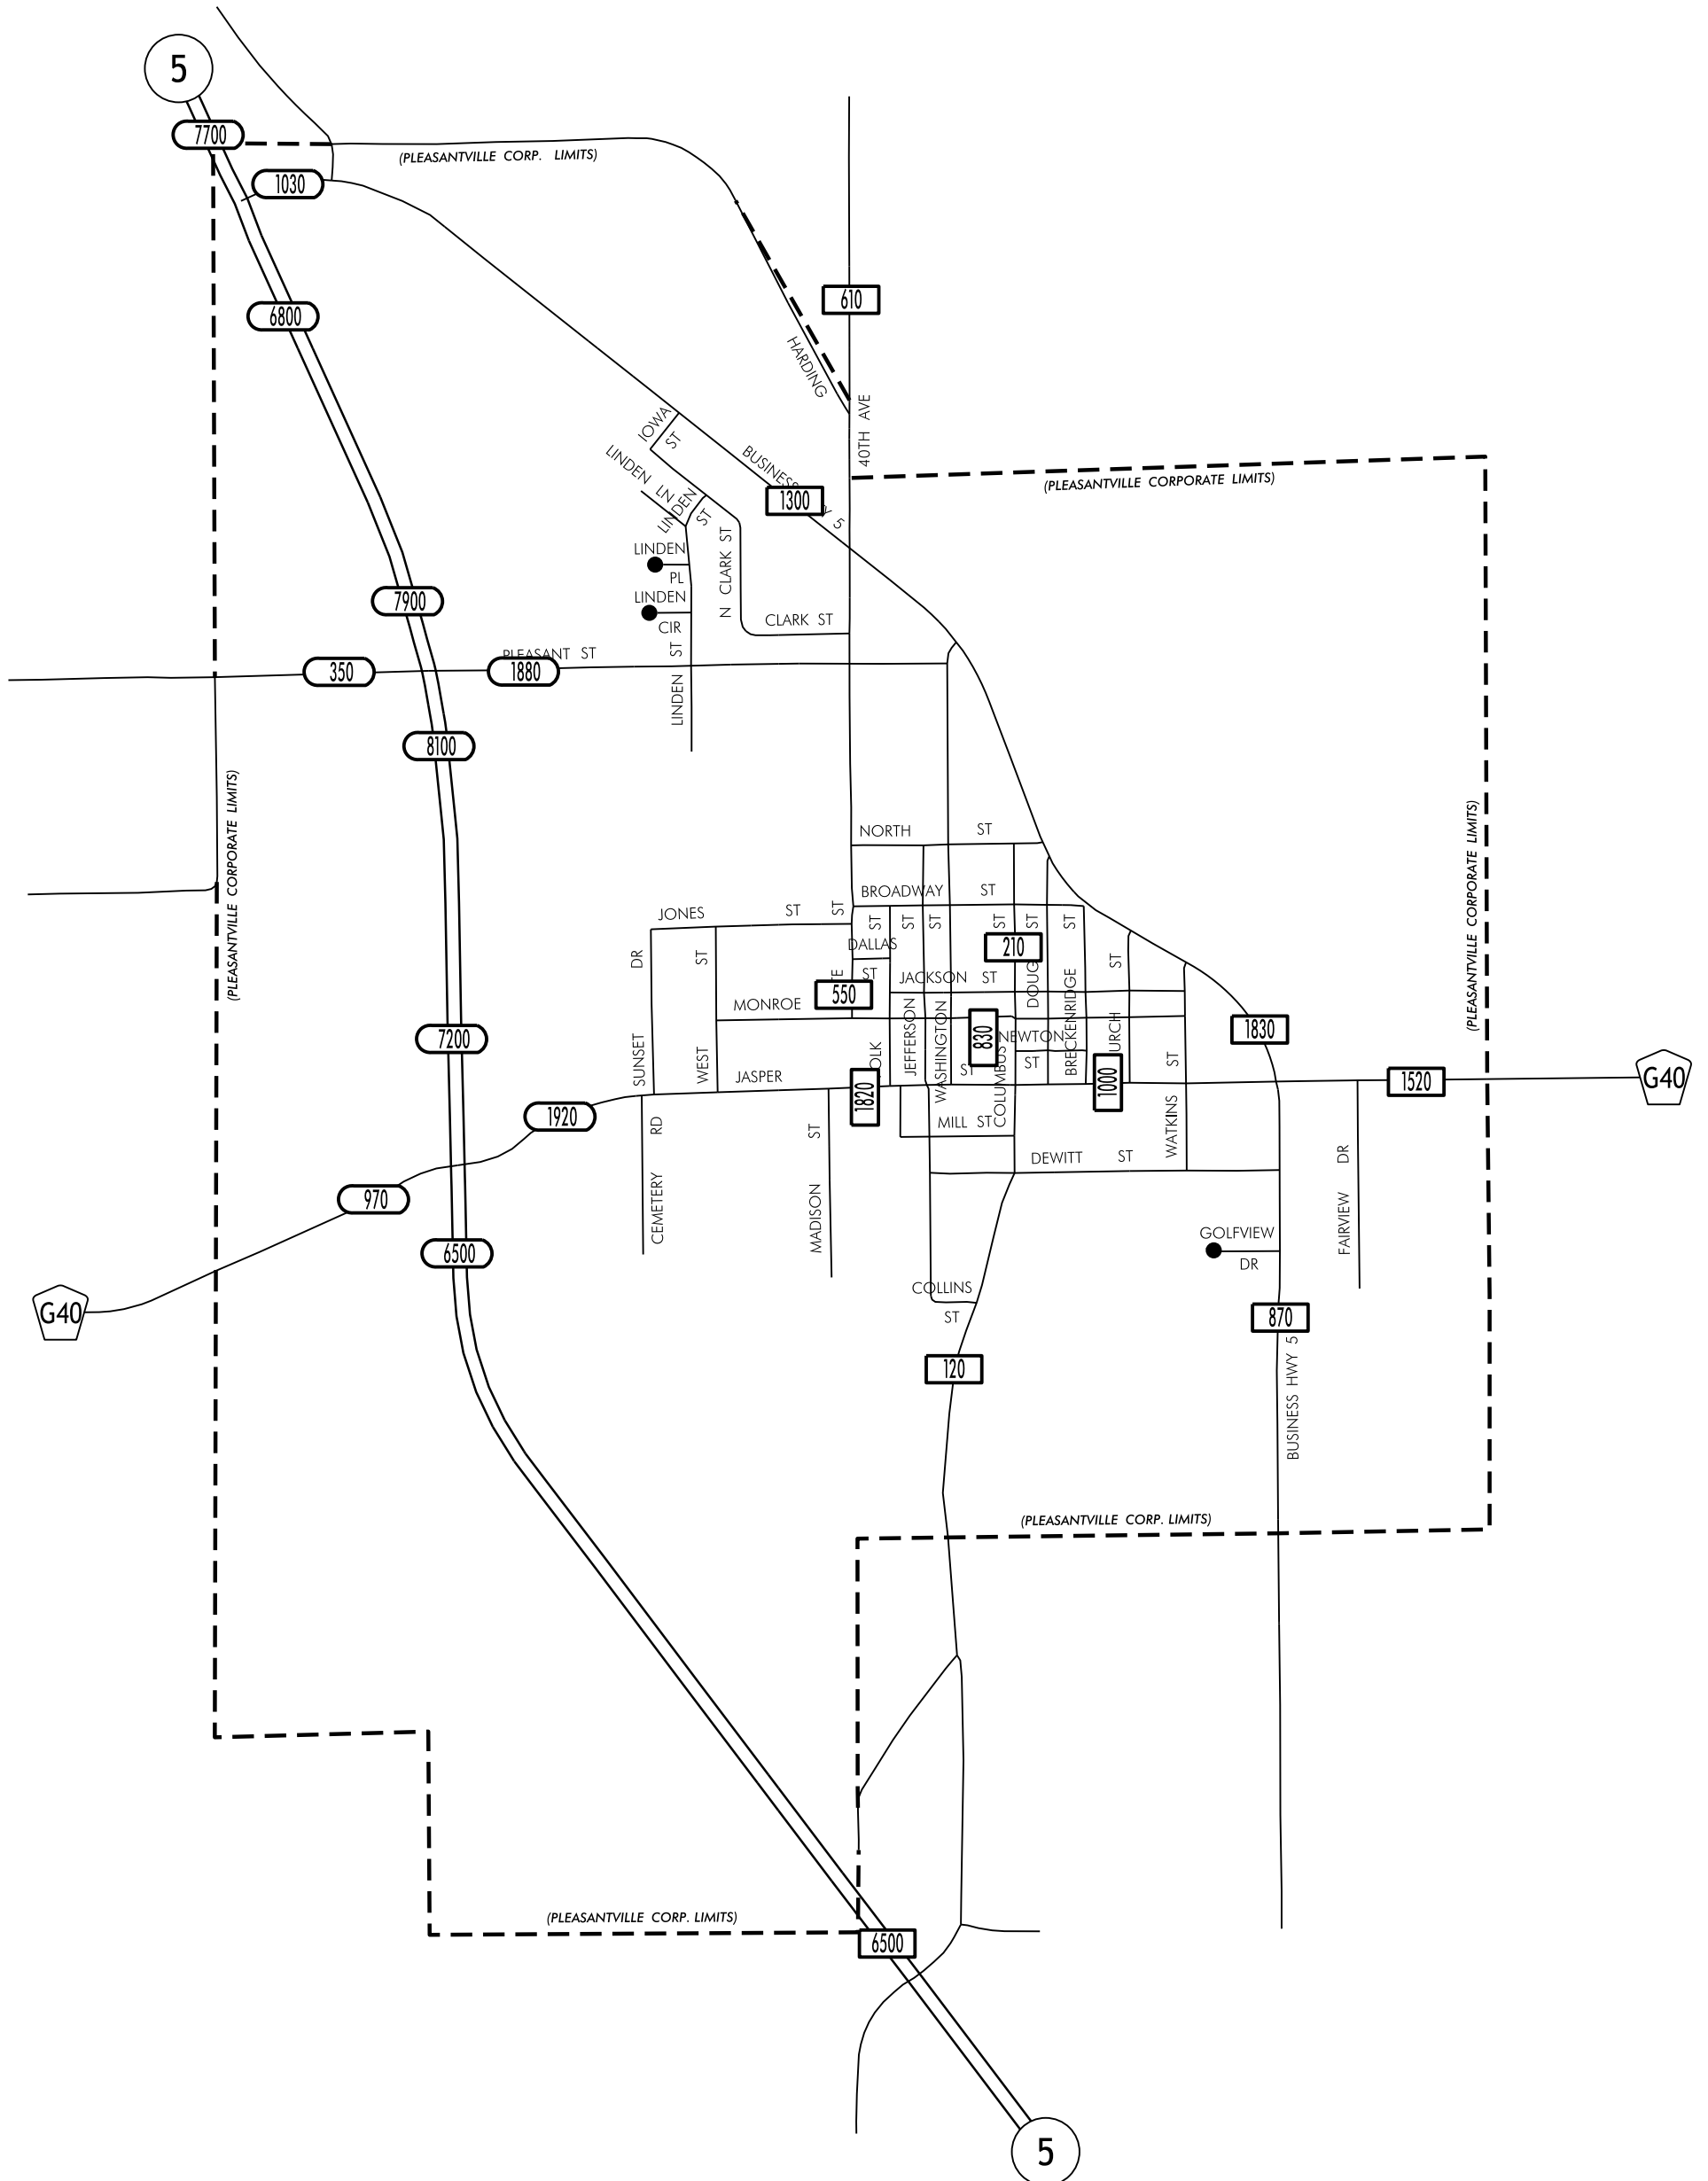 5
7700
(PLEASANTVILLE CORP. LIMITS)
1030
610
6800
HARDING
40TH AVE
IOWA
ST
BUSINESS
Y 5
LINDEN LN
(PLEASANTVILLE CORPORATE LIMITS)
1300
LINDEN
ST
N CLARK ST
LINDEN
PL
LINDEN
CIR
7900
CLARK ST
PLEASANT ST
350
1880
LINDEN ST
8100
(PLEASANTVILLE CORPORATE LIMITS)
(PLEASANTVILLE CORPORATE LIMITS)
NORTH ST
BROADWAY ST
JONES ST
ST
ST
ST
ST
ST
ST
ST
210
DALLAS
ST
SUNSET DR
WEST ST
JACKSON ST
550
MONROE
DOUG
BRECKENRIDGE
ST
JEFFERSON
WASHINGTON
830
NEWTON
ST
1830
7200
OLK
COLUMBUS
URCH
JASPER
ST
1820
1000
1520
G40
1920
CEMETERY RD
MADISON ST
MILL ST
WATKINS ST
DEWITT ST
FAIRVIEW DR
970
GOLFVIEW
DR
6500
G40
COLLINS
ST
870
120
BUSINESS HWY 5
(PLEASANTVILLE CORP. LIMITS)
(PLEASANTVILLE CORP. LIMITS)
6500
5